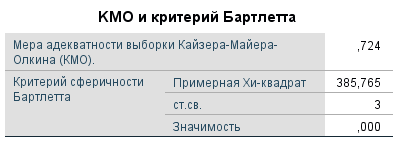 КМО и критерий Бартлетта
Мера адекватности выборки Кайзера-Майера-
Олкина (КМО). ,724
Критерий сферичности Примерная Хи-квадрат 385,765
Бартлетта
ст.св. 3
Значимость ,000